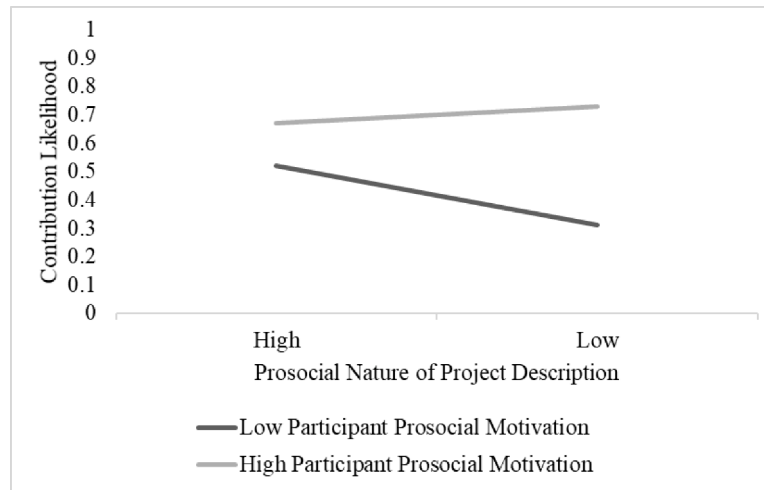 1
0.9
0.8
0.7
0.6
0.5
0.4
0.3
0.2
0.1
0
Contribution Likelihood
High
Low
Prosocial Nature of Project Description
Low Participant Prosocial Motivation
High Participant Prosocial Motivation